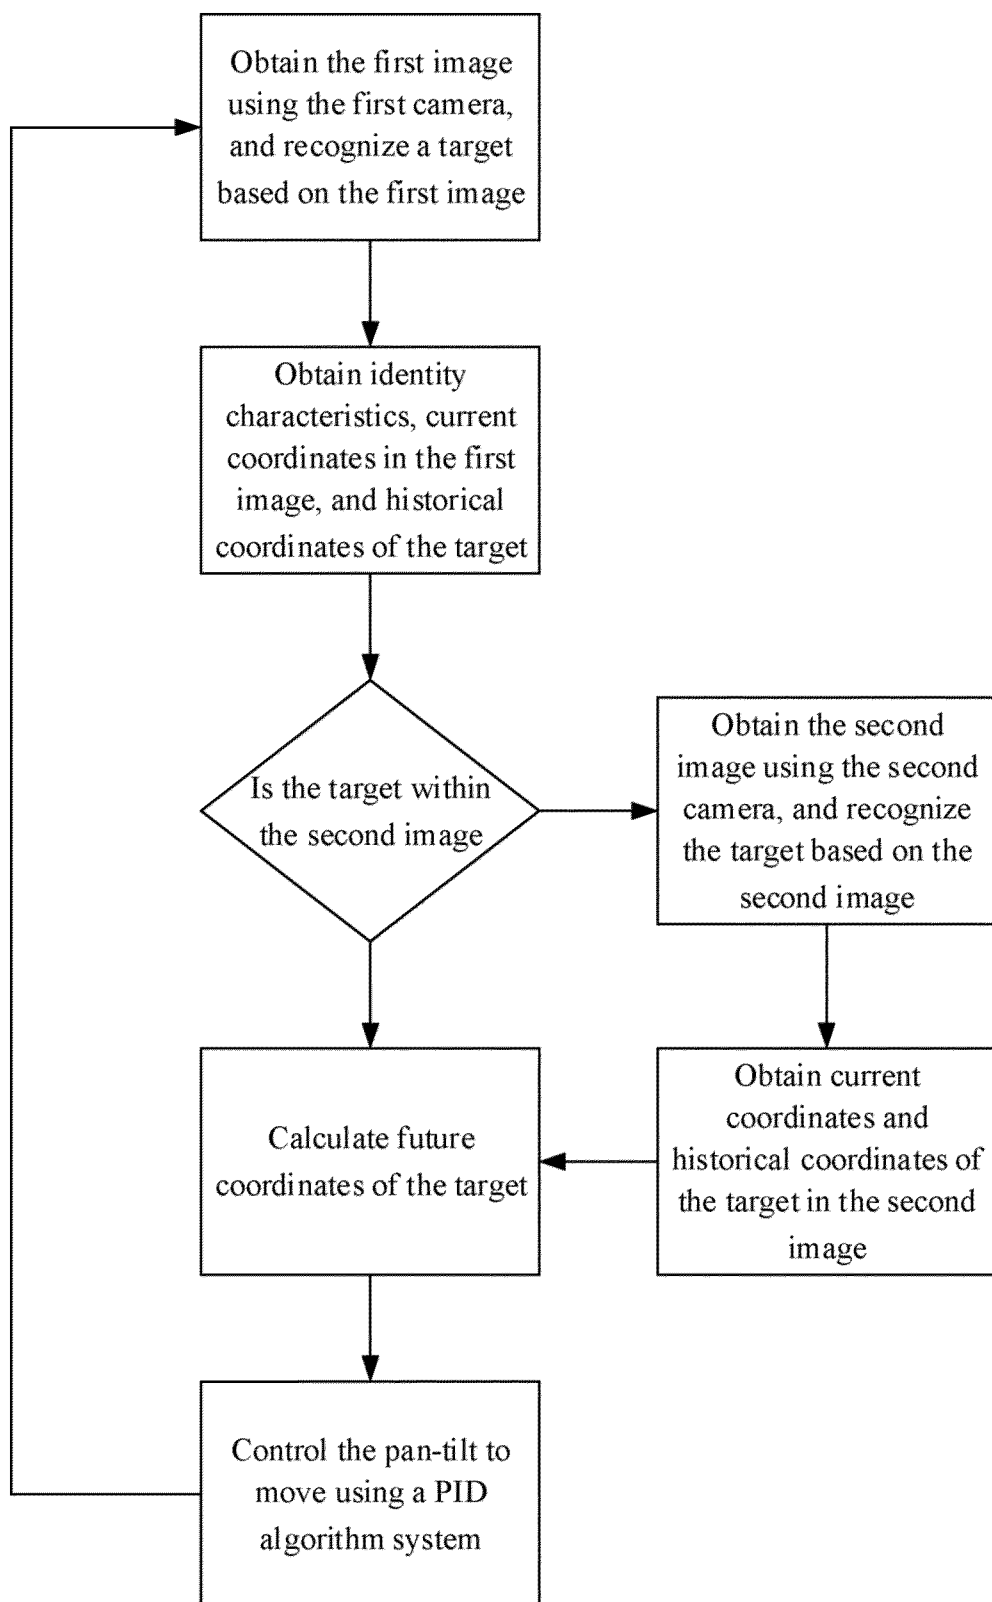 Obtain the first image
using the first camera,
and recognize a target
based on the first image
Obtain identity
characteristics, current
coordinates in the first
image, and historical
coordinates of the target
Is the target within
the second image
Obtain the second
image using the second
camera, and recognize
the target based on the
second image
Obtain current
coordinates and
historical coordinates of
the target in the second
image
Calculate future
coordinates of the target
Control the pan-tilt to
move using a PID
algorithm system